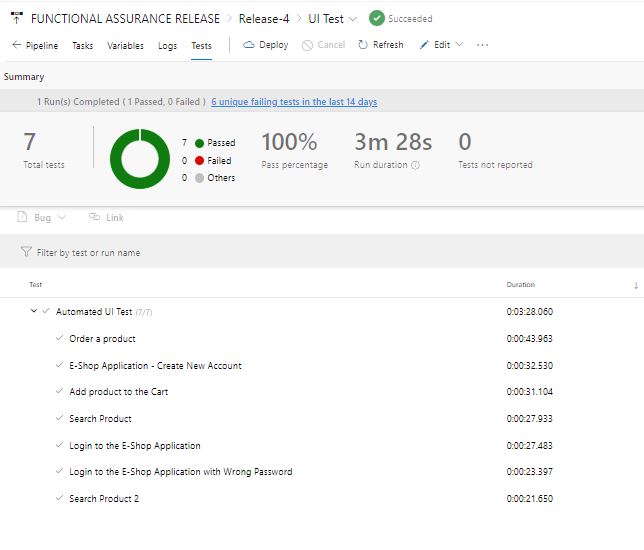 FUNCTIONAL ASSURANCE RELEASE > Release-4 > UI Test Succeeded
Pipeline Tasks Variables Logs Tests Deploy Cancel Refresh Edit ...
Summary
1 Run(s) Completed ( 1 Passed, 0 Failed ) 6 unique failing tests in the last 14 days
7 7 Passed 100% 3m 28s 0
Total tests 0 Failed Pass percentage Run duration Tests not reported
0 Others
Bug Link
Filter by test or run name
Test Duration
Automated UI Test (7/7) 0:03:28.060
Order a product 0:00:43.963
E-Shop Application - Create New Account 0:00:32.530
Add product to the Cart 0:00:31.104
Search Product 0:00:27.933
Login to the E-Shop Application 0:00:27.483
Login to the E-Shop Application with Wrong Password 0:00:23.397
Search Product 2 0:00:21.650